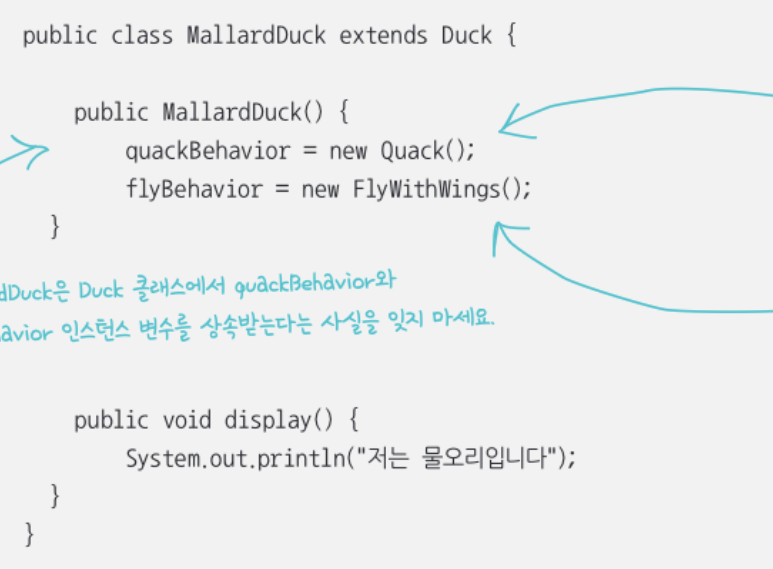 public class MallardDuck extends Duck {
public MallardDuck() {
quackBehavior = new Quack();
flyBehavior = new FlyWithWings();
}
dDuck은 Duck 클래스에서 quackBehavior와
avior 인스턴스 변수를 상속받는다는 사실을 잊지 마세요.
public void display() {
System.out.println("저는 물오리입니다");
}
}